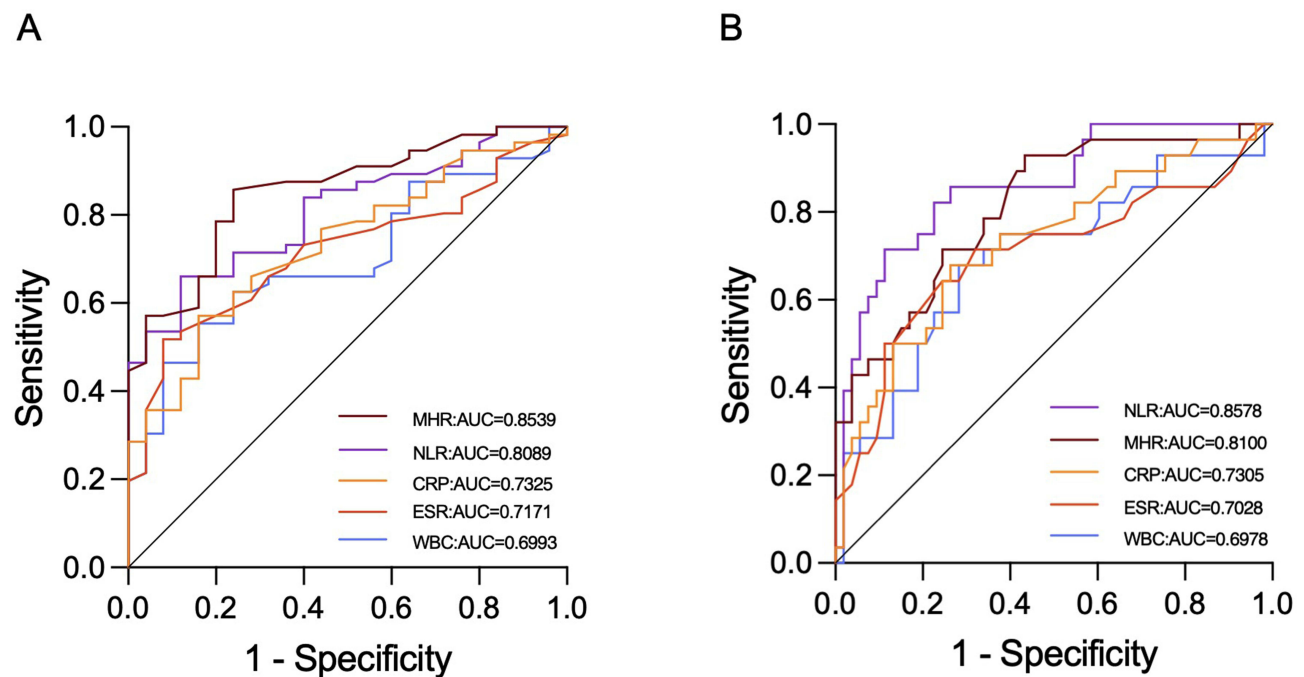 A
1.0
0.8
0.6
0.4
0.2
0.0
Sensitivity
MHR:AUC=0.8539
NLR:AUC=0.8089
CRP:AUC=0.7325
ESR:AUC=0.7171
WBC:AUC=0.6993
0.0 0.2 0.4 0.6 0.8 1.0
1 - Specificity
B
1.0
0.8
0.6
0.4
0.2
0.0
Sensitivity
NLR:AUC=0.8578
MHR:AUC=0.8100
CRP:AUC=0.7305
ESR:AUC=0.7028
WBC:AUC=0.6978
0.0 0.2 0.4 0.6 0.8 1.0
1 - Specificity